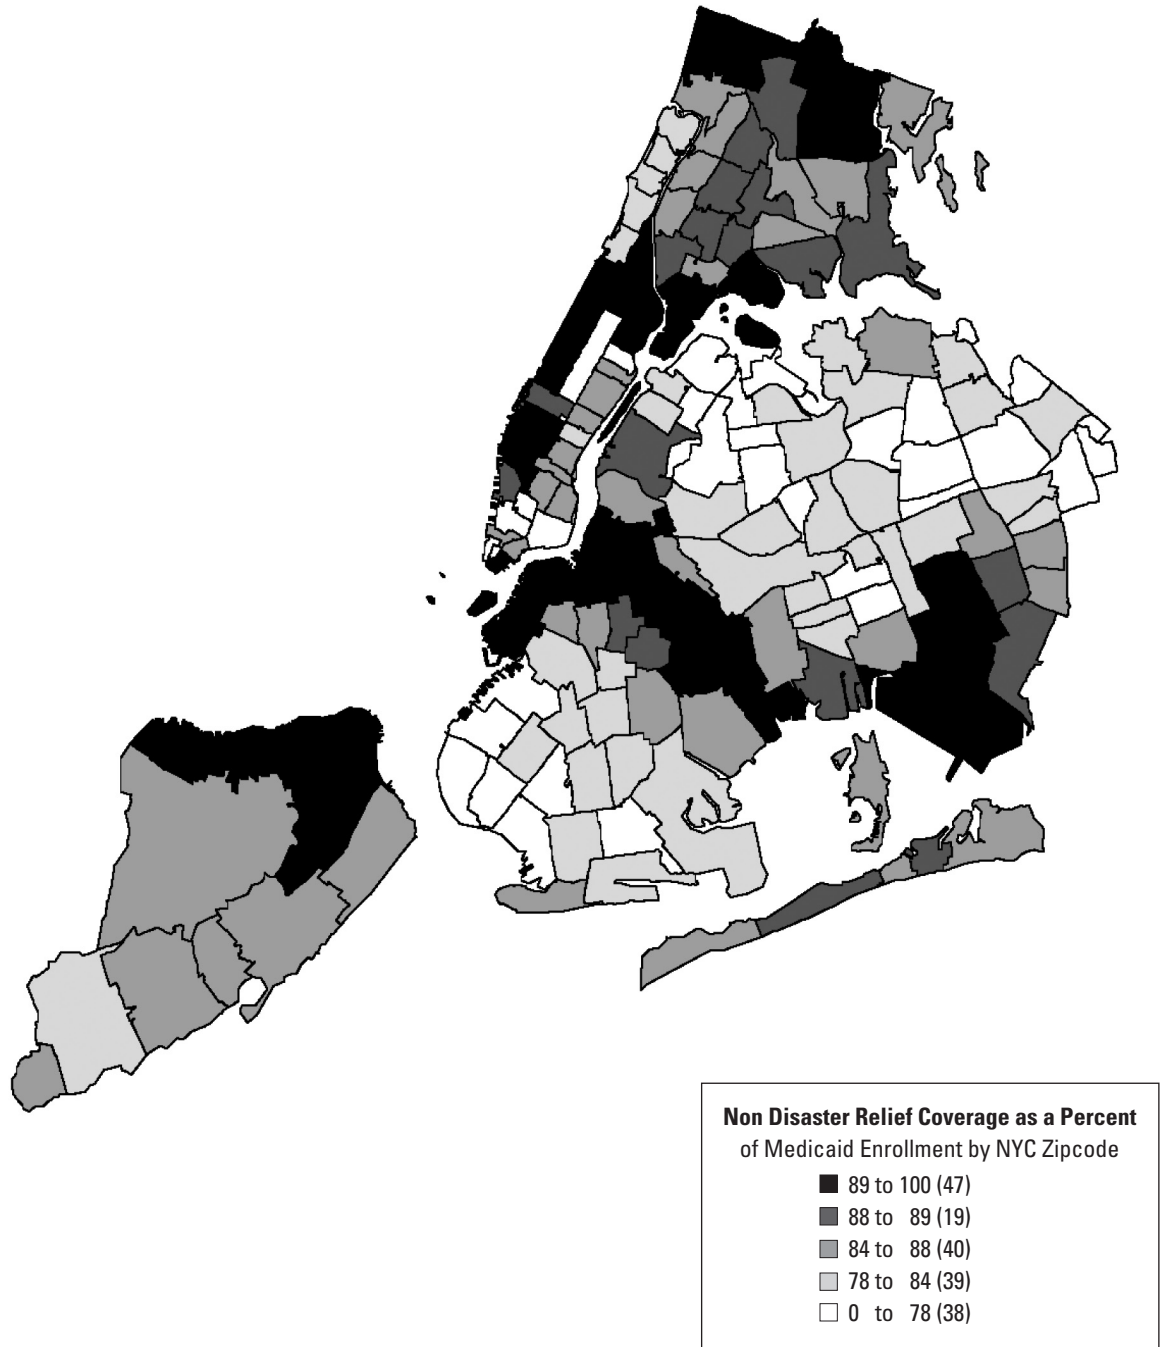 Non Disaster Relief Coverage as a Percent
of Medicaid Enrollment by NYC Zipcode
89 to 100 (47)
88 to 89 (19)
84 to 88 (40)
78 to 84 (39)
0 to 78 (38)